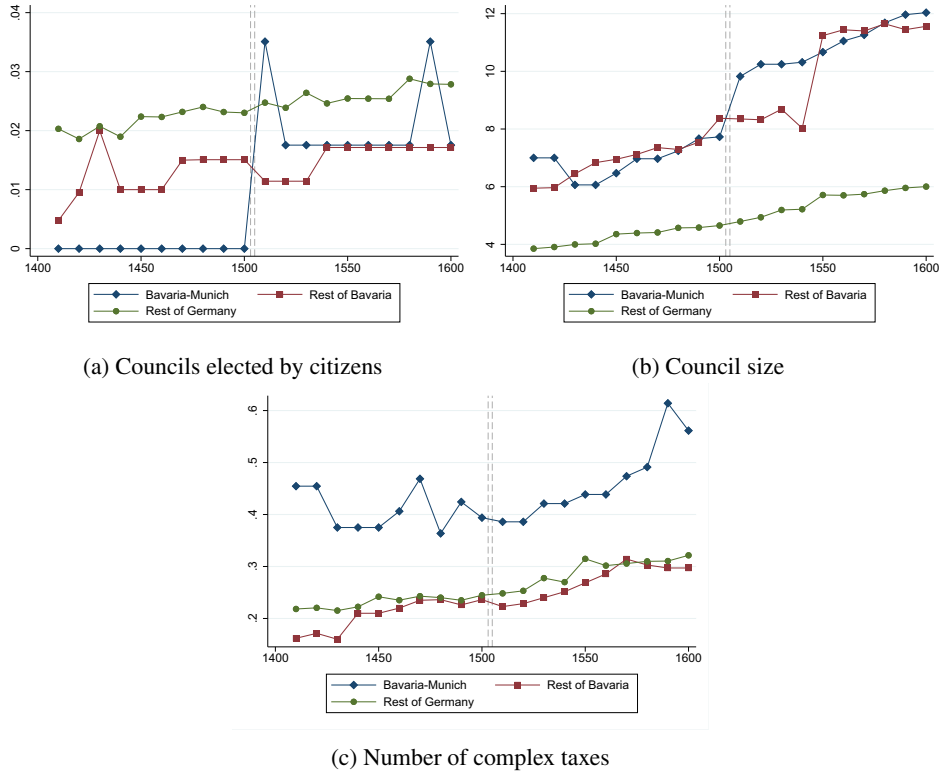 .04
.03
.02
.01
0
1400 1450 1500 1550 1600
Bavaria-Munich Rest of Bavaria
Rest of Germany
(a) Councils elected by citizens
12
10
8
6
4
1400 1450 1500 1550 1600
Bavaria-Munich Rest of Bavaria
Rest of Germany
(b) Council size
.6
.5
.4
.3
.2
1400 1450 1500 1550 1600
Bavaria-Munich Rest of Bavaria
Rest of Germany
(c) Number of complex taxes